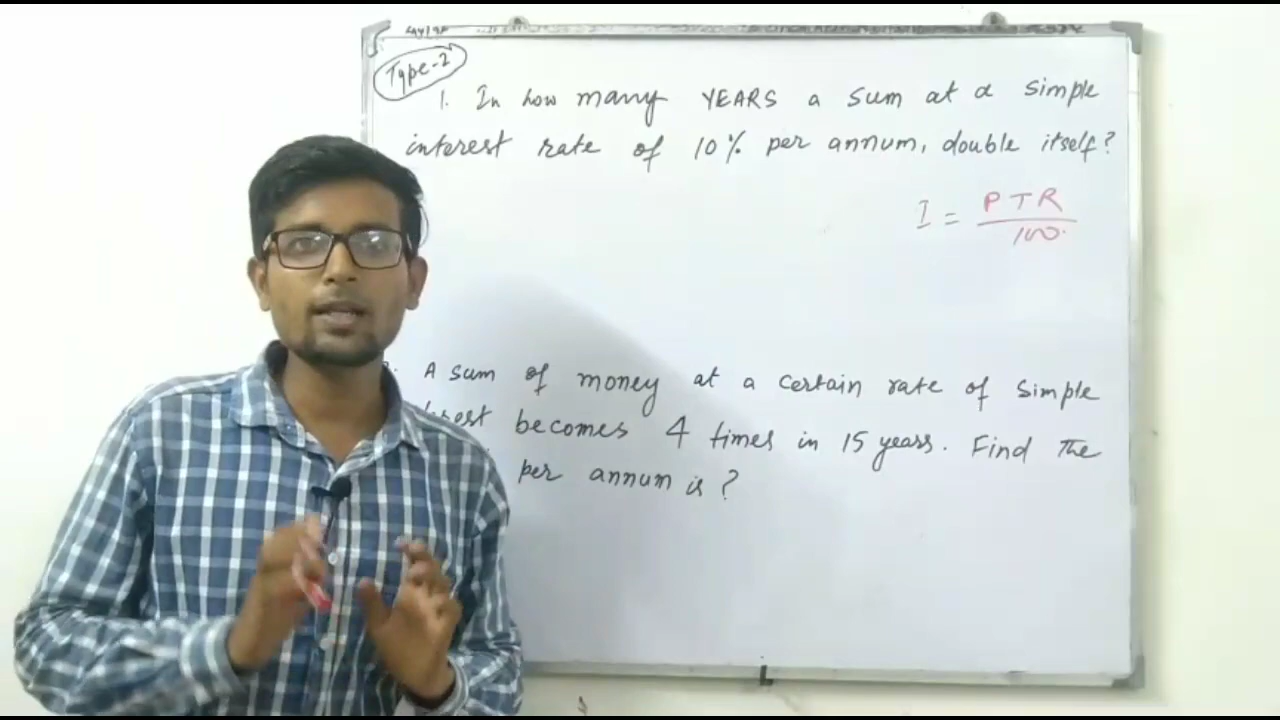 Type-2
1. In how many YEARS a sum at a simple
interest rate of 10% per annum, double itself?
I = PTR
100
A sum of money at a certain rate of simple
becomes 4 times in 15 years. Find the
per annum is ?